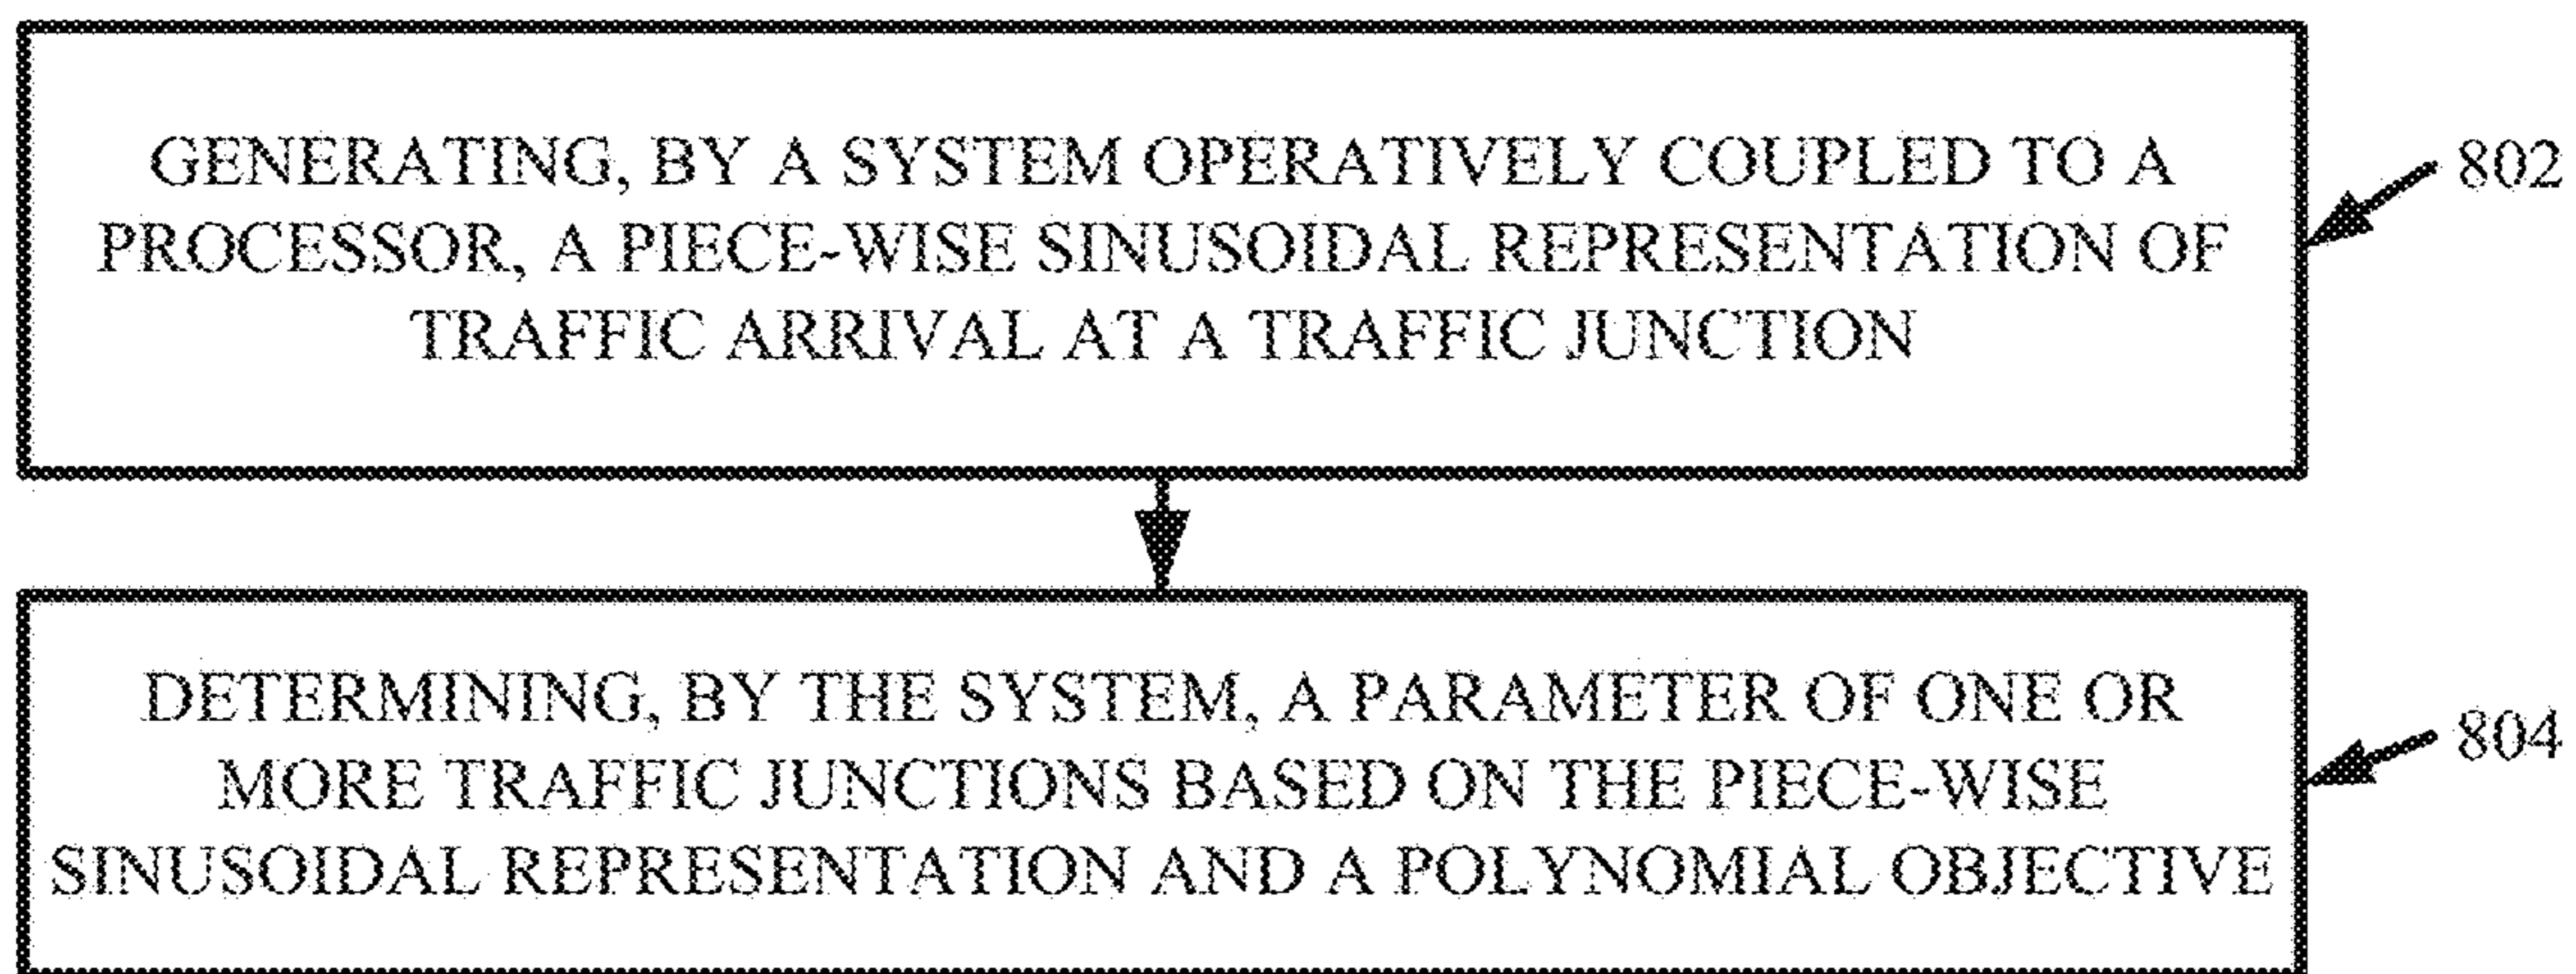 GENERATING, BY A SYSTEM OPERATIVELY COUPLED TO A
PROCESSOR, A PIECE-WISE SINUSOIDAL REPRESENTATION OF
TRAFFIC ARRIVAL AT A TRAFFIC JUNCTION
802
DETERMINING, BY THE SYSTEM, A PARAMETER OF ONE OR
MORE TRAFFIC JUNCTIONS BASED ON THE PIECE-WISE
SINUSOIDAL REPRESENTATION AND A POLYNOMIAL OBJECTIVE
804